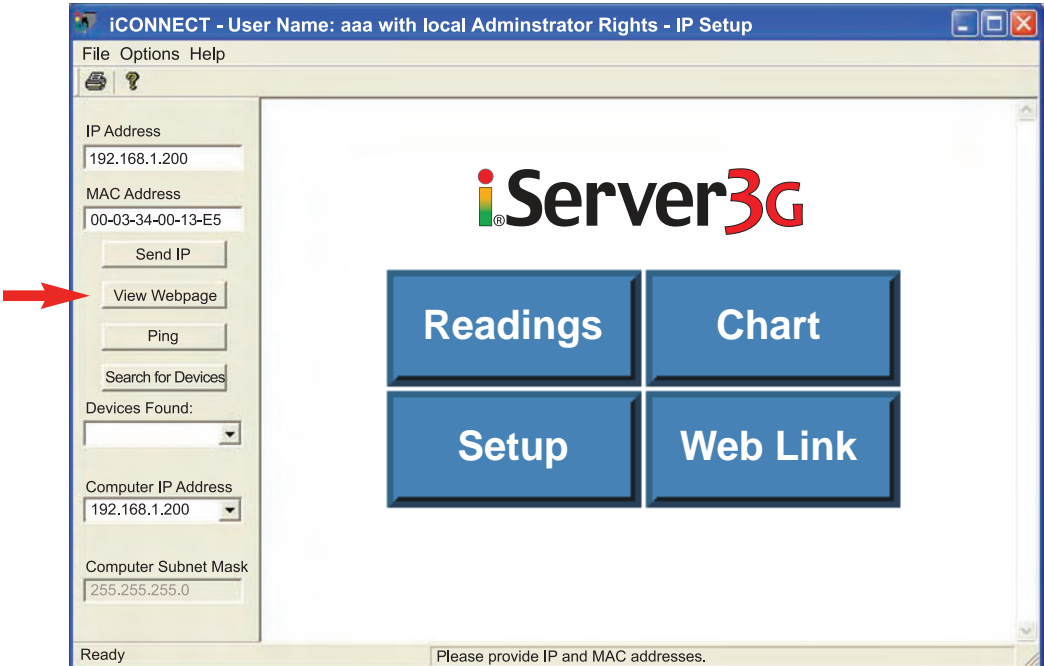 iCONNECT - User Name: aaa with local Adminstrator Rights - IP Setup
File Options Help
IP Address
192.168.1.200
MAC Address
00-03-34-00-13-E5
Send IP
View Webpage
Ping
Search for Devices
Devices Found:
Computer IP Address
192.168.1.200
Computer Subnet Mask
255.255.255.0
iServer3G
®
Readings
Chart
Setup
Web Link
Ready
Please provide IP and MAC addresses.